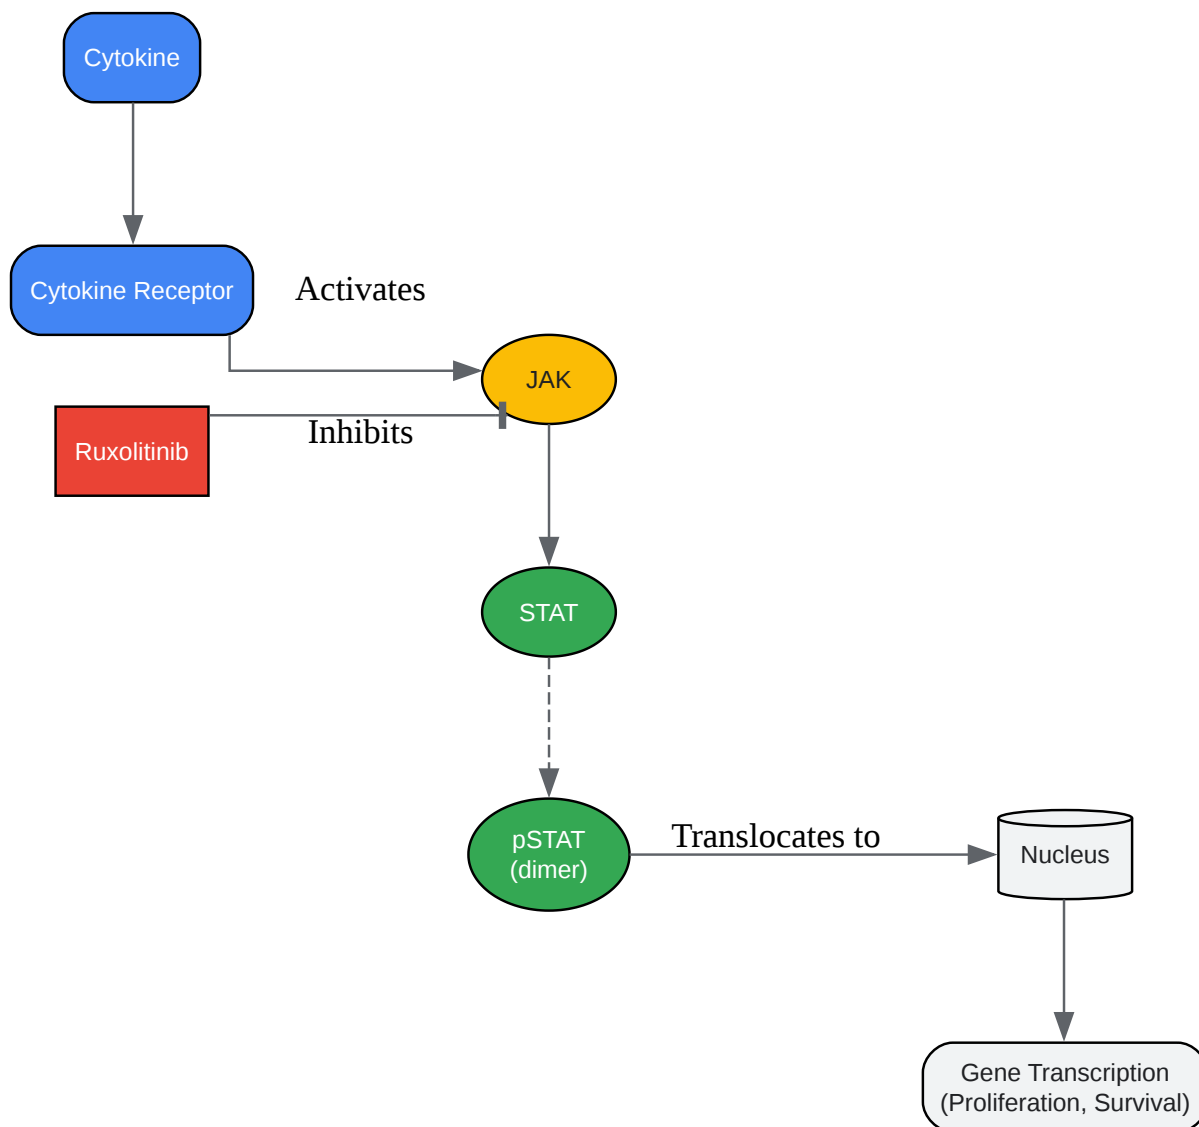 Cytokine
Cytokine Receptor
Activates
JAK
Ruxolitinib
Inhibits
STAT
pSTAT
(dimer)
Translocates to
Nucleus
Gene Transcription
(Proliferation, Survival)